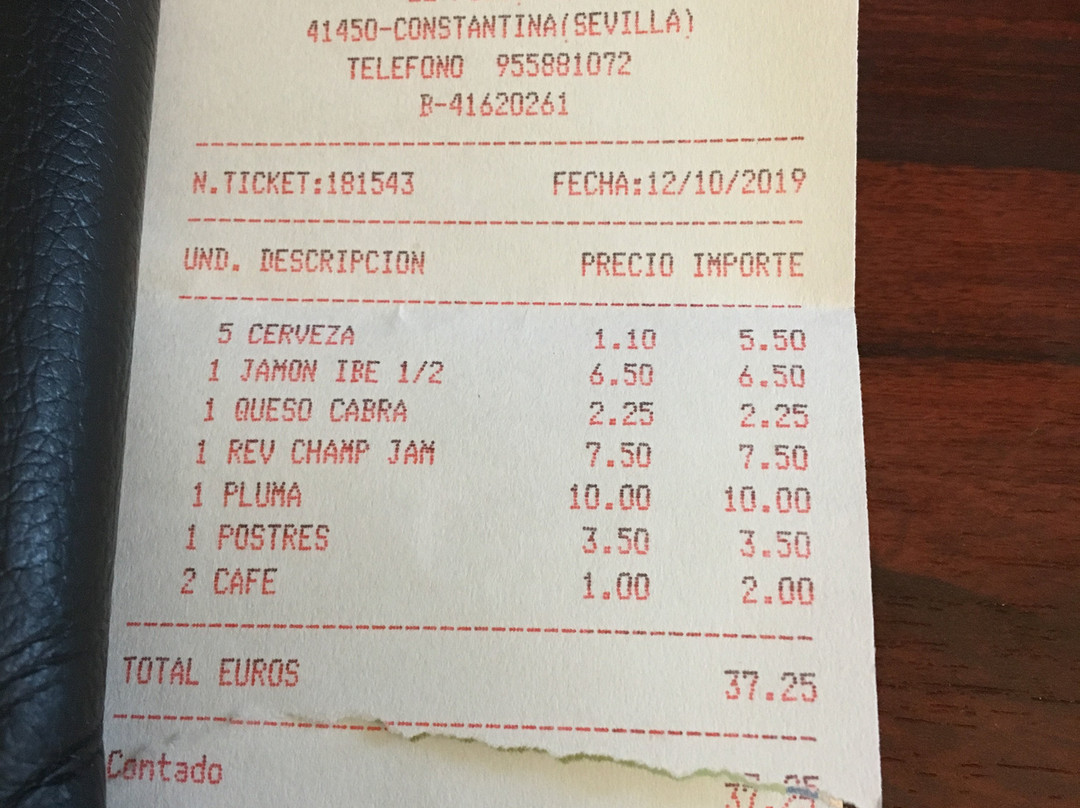 41450-CONSTANTINA(SEVILLA)
TELEFONO 955881072
B-41620261
N.TICKET:181543 FECHA:12/10/2019
UND. DESCRIPCION PRECIO IMPORTE
5 CERVEZA 1.10 5.50
1 JAMON IBE 1/2 6.50 6.50
1 QUESO CABRA 2.25 2.25
1 REV CHAMP JAM 7.50 7.50
1 PLUMA 10.00 10.00
1 POSTRES 3.50 3.50
2 CAFE 1.00 2.00
TOTAL EUROS 37.25
Contado 37.25